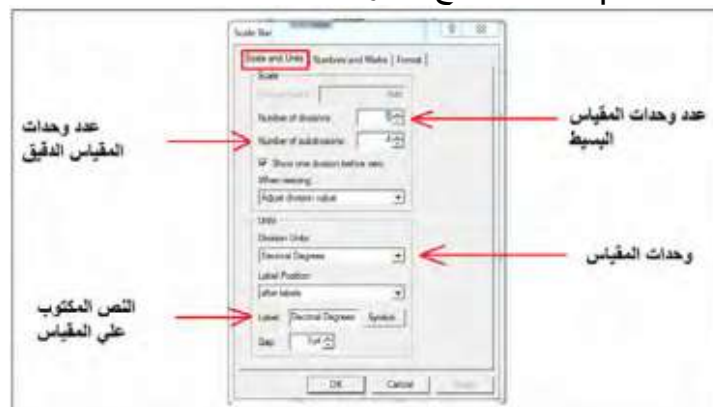 Scale Bar
Scale and Units | Numbers and Marks | Format
Scale
Number of divisions:
عدد وحدات المقياس
البسيط
عدد وحدات
المقياس الدقيق
Number of subdivisions: 4
Show one division before zero
When resizing:
Adjust division value
Units
Division Units:
Decimal Degrees
وحدات المقياس
Label Position:
after labels
النص المكتوب
علي المقياس
Label: Decimal Degrees Symbol...
Gap:
OK Cancel